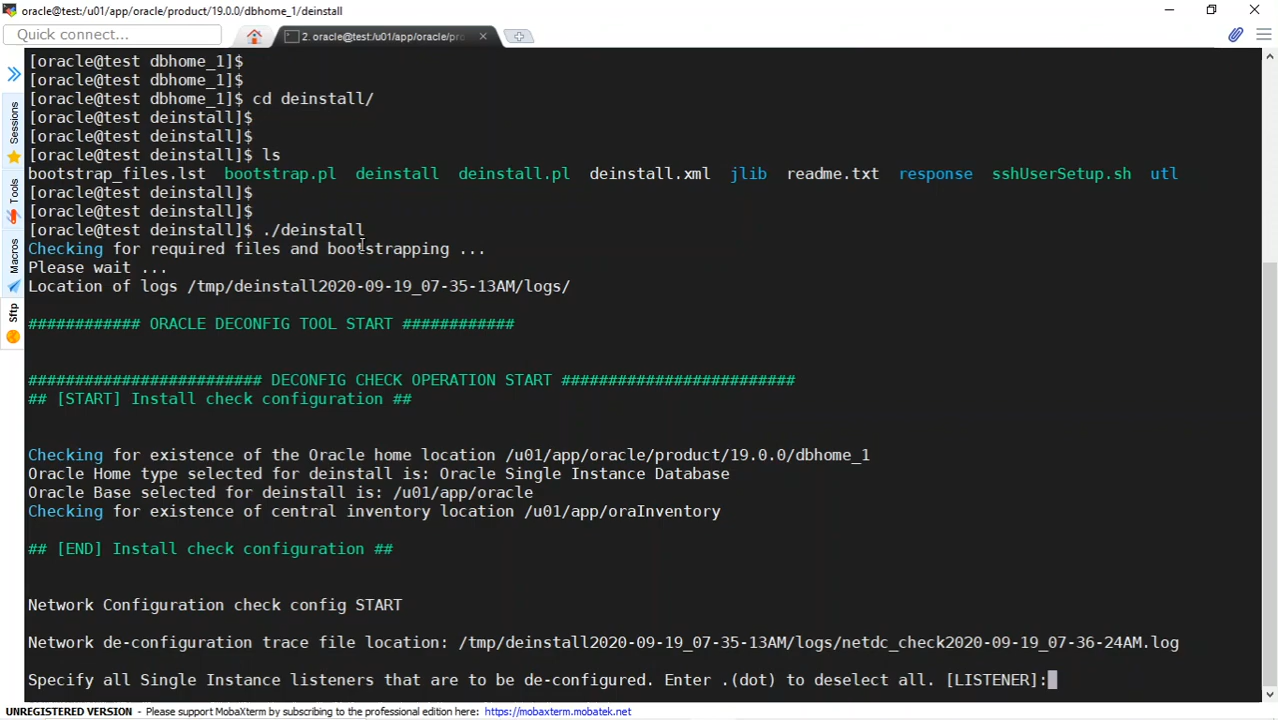 oracle@test:/u01/app/oracle/product/19.0.0/dbhome_1/deinstall
Quick connect...
2. oracle@test:/u01/app/oracle/pro
Sessions
Tools
Macros
Sftp
[oracle@test dbhome_1]$
[oracle@test dbhome_1]$
[oracle@test dbhome_1]$ cd deinstall/
[oracle@test deinstall]$
[oracle@test deinstall]$
[oracle@test deinstall]$ ls
bootstrap_files.lst bootstrap.pl deinstall deinstall.pl deinstall.xml jlib readme.txt response sshUserSetup.sh utl
[oracle@test deinstall]$
[oracle@test deinstall]$
[oracle@test deinstall]$ ./deinstall
Checking for required files and bootstrapping ...
Please wait ...
Location of logs /tmp/deinstall2020-09-19_07-35-13AM/logs/
############ ORACLE DECONFIG TOOL START ############
######################### DECONFIG CHECK OPERATION START #########################
## [START] Install check configuration ##
Checking for existence of the Oracle home location /u01/app/oracle/product/19.0.0/dbhome_1
Oracle Home type selected for deinstall is: Oracle Single Instance Database
Oracle Base selected for deinstall is: /u01/app/oracle
Checking for existence of central inventory location /u01/app/oraInventory
## [END] Install check configuration ##
Network Configuration check config START
Network de-configuration trace file location: /tmp/deinstall2020-09-19_07-35-13AM/logs/netdc_check2020-09-19_07-36-24AM.log
Specify all Single Instance listeners that are to be de-configured. Enter .(dot) to deselect all. [LISTENER]:
UNREGISTERED VERSION - Please support MobaXterm by subscribing to the professional edition here: https://mobaxterm.mobatek.net